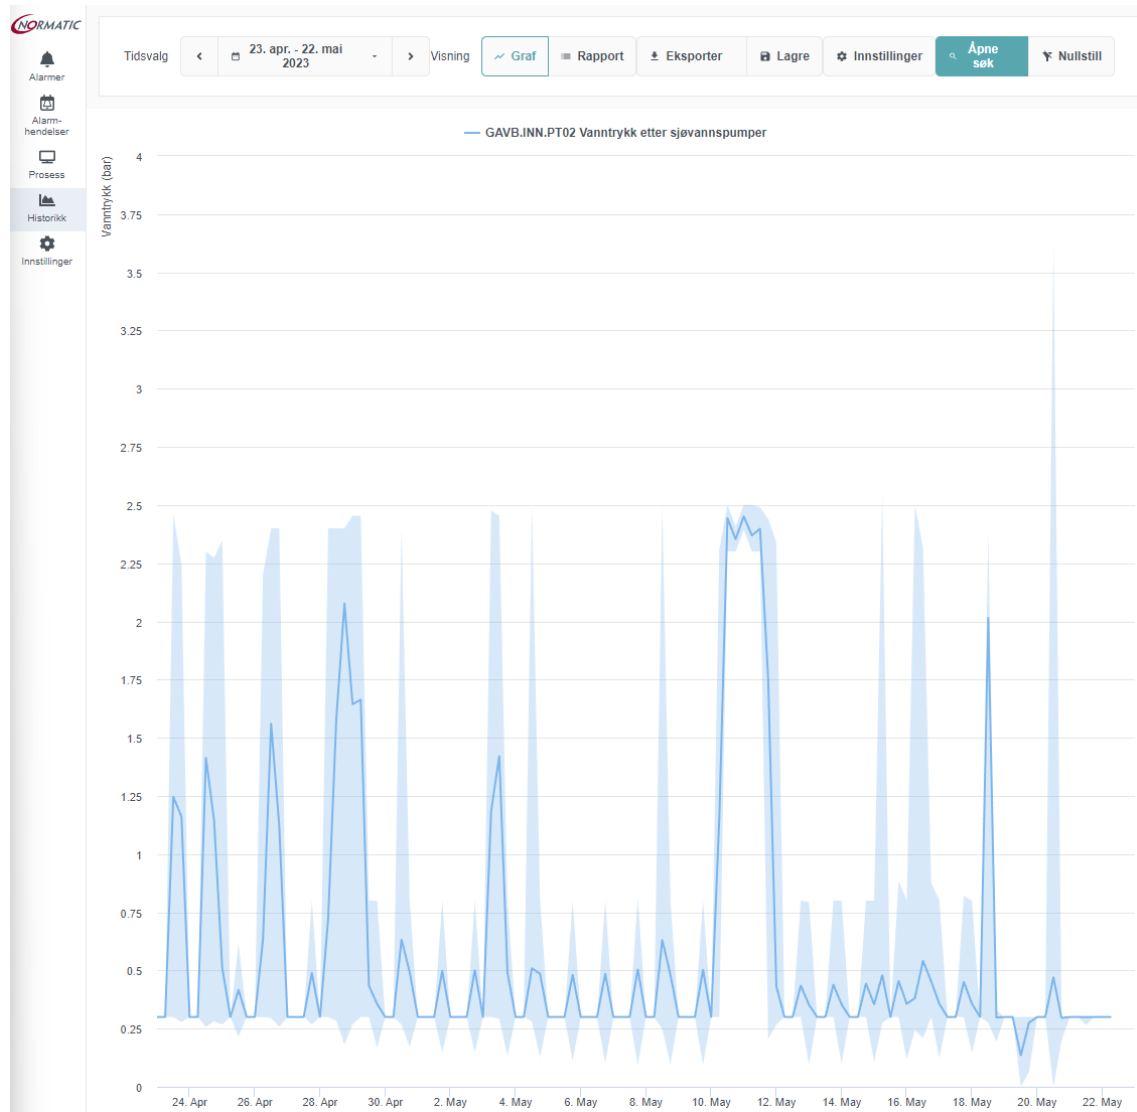 NORMATIC
Alarmer
Alarm-
hendelser
Prosess
Historikk
Innstillinger
Tidsvalg
23. apr. - 22. mai
2023
Visning
Graf
Rapport
Eksporter
Lagre
Innstillinger
Åpne
søk
Nullstill
GAVB.INN.PT02 Vanntrykk etter sjøvannspumper
Vanntrykk (bar)
4
3.75
3.5
3.25
3
2.75
2.5
2.25
2
1.75
1.5
1.25
1
0.75
0.5
0.25
0
24. Apr
26. Apr
28. Apr
30. Apr
2. May
4. May
6. May
8. May
10. May
12. May
14. May
16. May
18. May
20. May
22. May